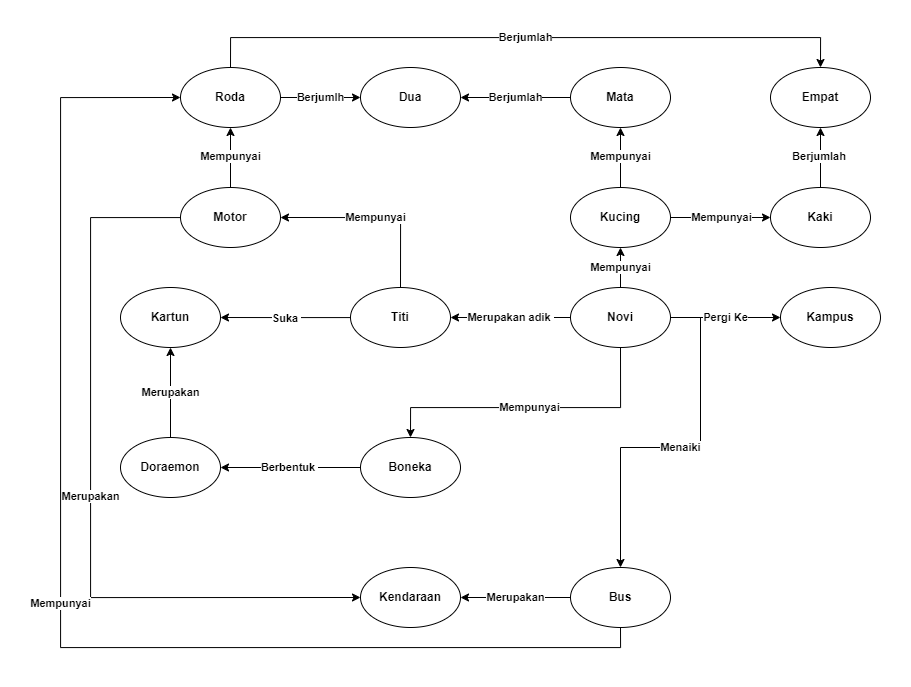 Berjumlah
Roda
Berjumlh
Dua
Berjumlah
Mata
Empat
Mempunyai
Mempunyai
Berjumlah
Motor
Mempunyai
Kucing
Mempunyai
Kaki
Mempunyai
Kartun
Suka
Titi
Merupakan adik
Novi
Pergi Ke
Kampus
Merupakan
Mempunyai
Menaiki
Doraemon
Berbentuk
Boneka
Merupakan
Kendaraan
Merupakan
Bus
Mempunyai